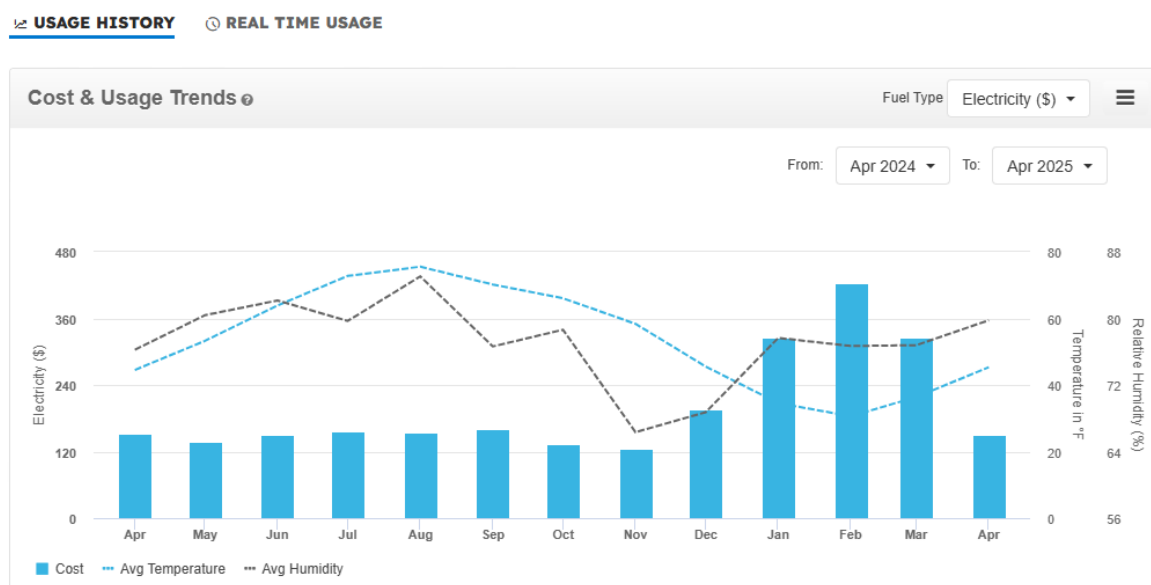 USAGE HISTORY REAL TIME USAGE
Cost & Usage Trends ?
Fuel Type Electricity ($)
From: Apr 2024 To: Apr 2025
480 80 88
360 60 80
240 40 72
120 20 64
0 0 56
Electricity ($)
Temperature in °F
Relative Humidity (%)
Apr May Jun Jul Aug Sep Oct Nov Dec Jan Feb Mar Apr
Cost Avg Temperature Avg Humidity